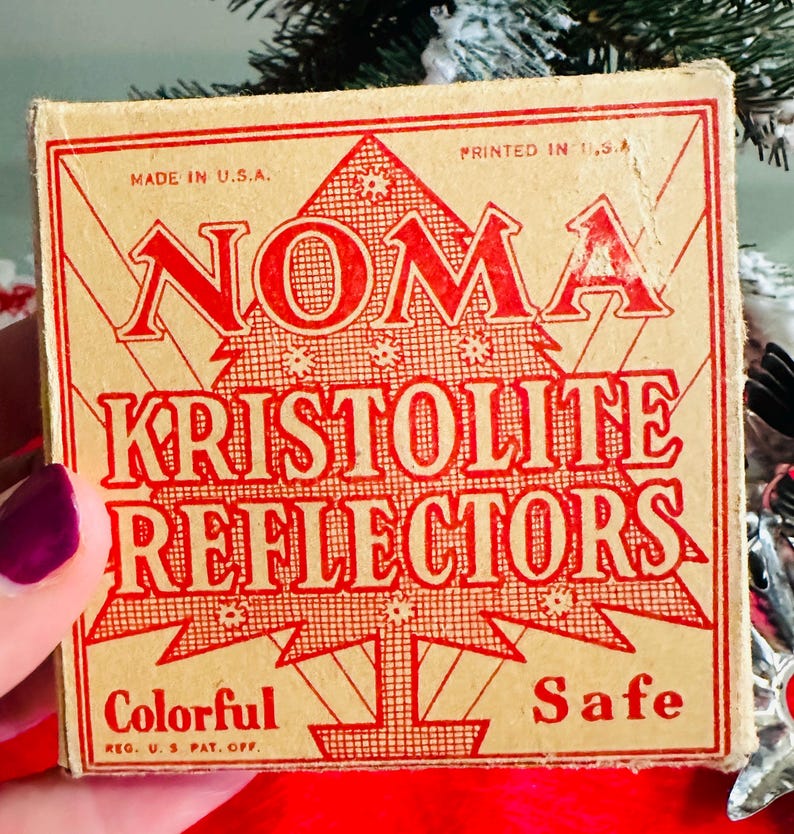 MADE IN U.S.A.
PRINTED IN U.S.A.
NOMA
KRISTOLITE
REFLECTORS
Colorful
Safe
REG. U. S. PAT. OFF.